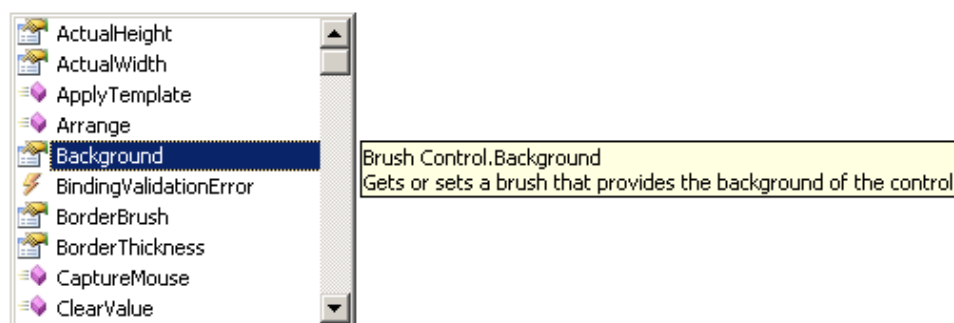 ActualHeight
ActualWidth
ApplyTemplate
Arrange
Background
BindingValidationError
BorderBrush
BorderThickness
CaptureMouse
ClearValue
Brush Control.Background
Gets or sets a brush that provides the background of the control